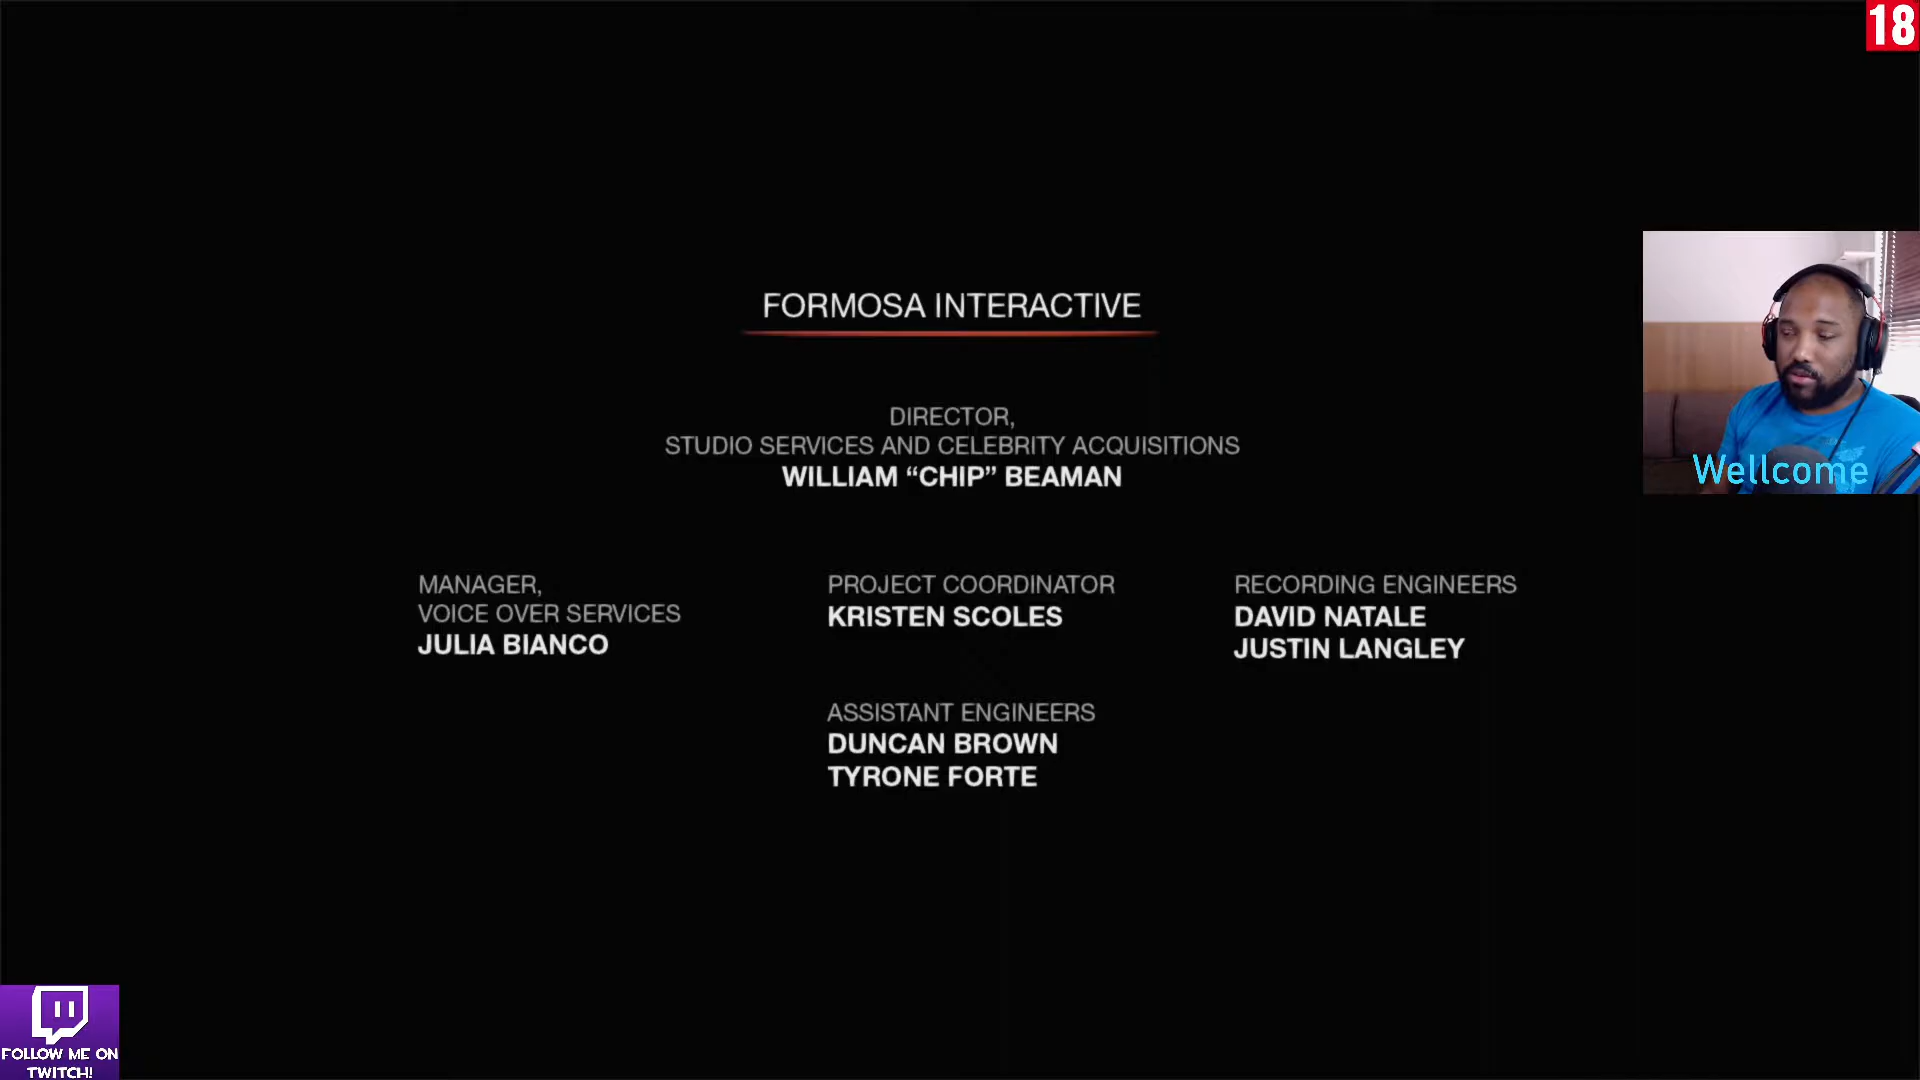 18
FORMOSA INTERACTIVE
DIRECTOR,
STUDIO SERVICES AND CELEBRITY ACQUISITIONS
WILLIAM “CHIP” BEAMAN
MANAGER,
VOICE OVER SERVICES
JULIA BIANCO
PROJECT COORDINATOR
KRISTEN SCOLES
RECORDING ENGINEERS
DAVID NATALE
JUSTIN LANGLEY
ASSISTANT ENGINEERS
DUNCAN BROWN
TYRONE FORTE
Wellcome
FOLLOW ME ON
TWITCH!